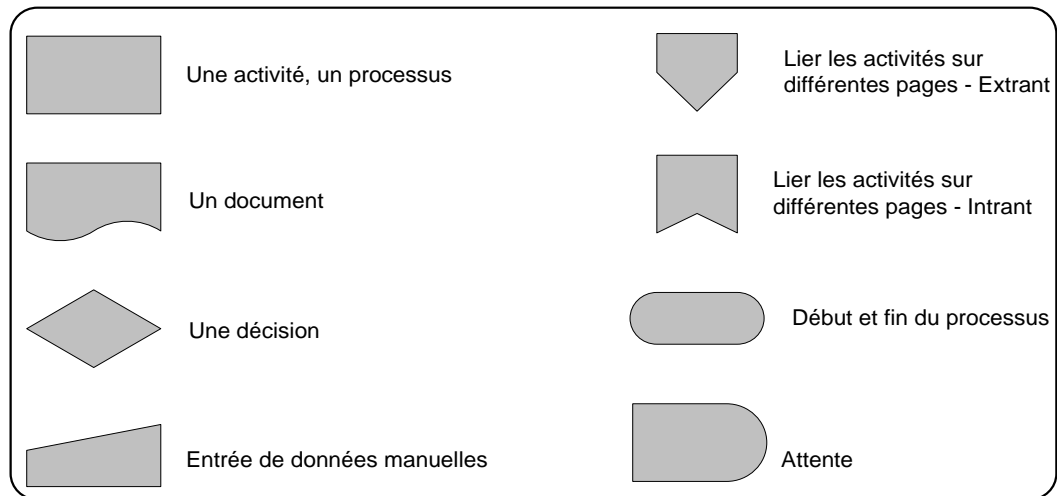 Une activité, un processus
Un document
Une décision
Entrée de données manuelles
Lier les activités sur
différentes pages - Extrant
Lier les activités sur
différentes pages - Intrant
Début et fin du processus
Attente